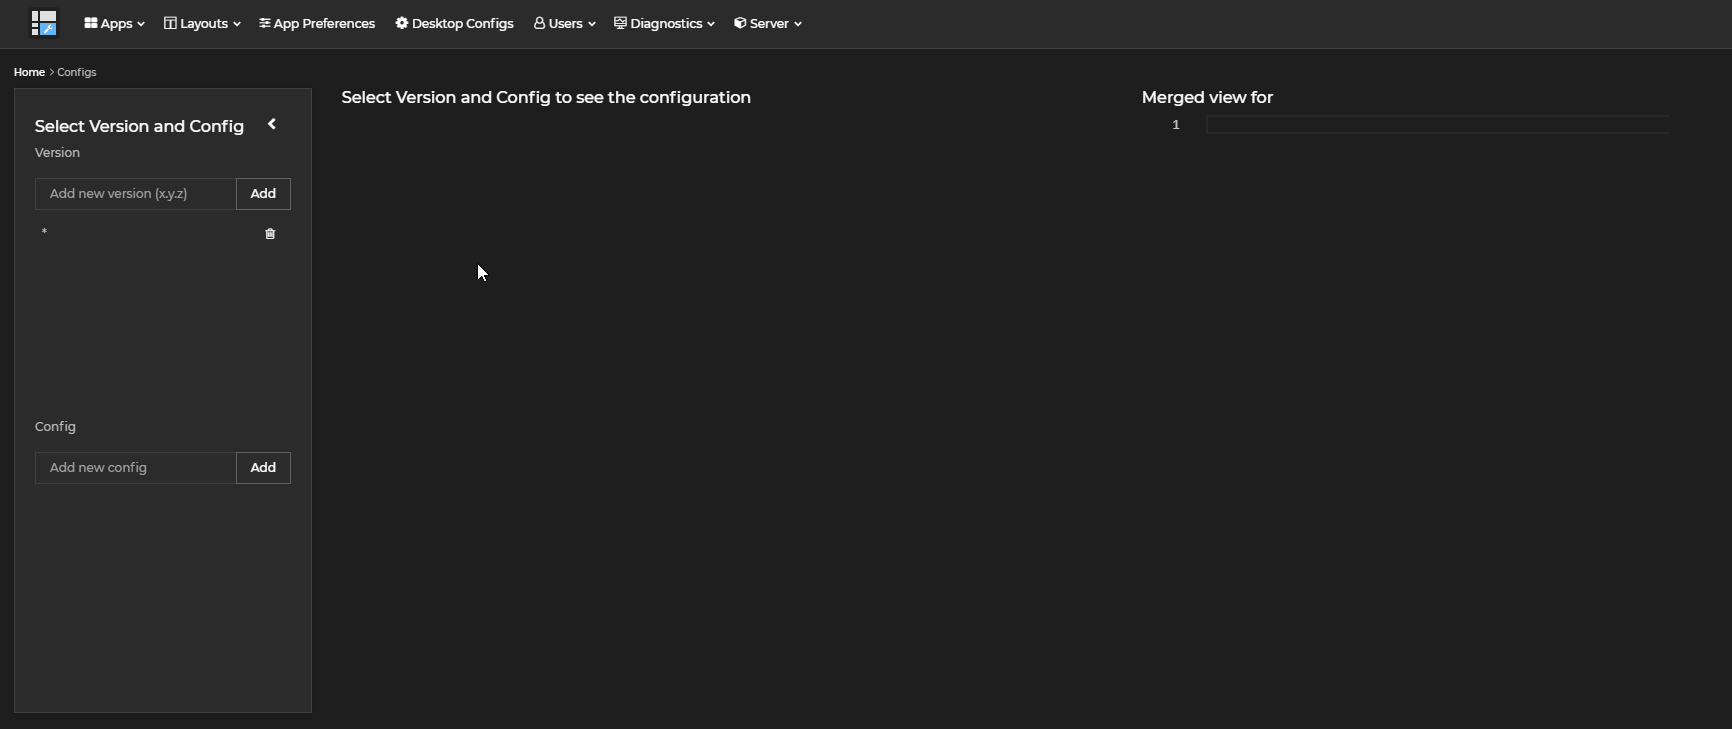 Apps Layouts App Preferences Desktop Configs Users Diagnostics Server
Home > Configs
Select Version and Config
Version
Add new version (x.y.z) Add
*
Config
Add new config Add
Select Version and Config to see the configuration
Merged view for
1